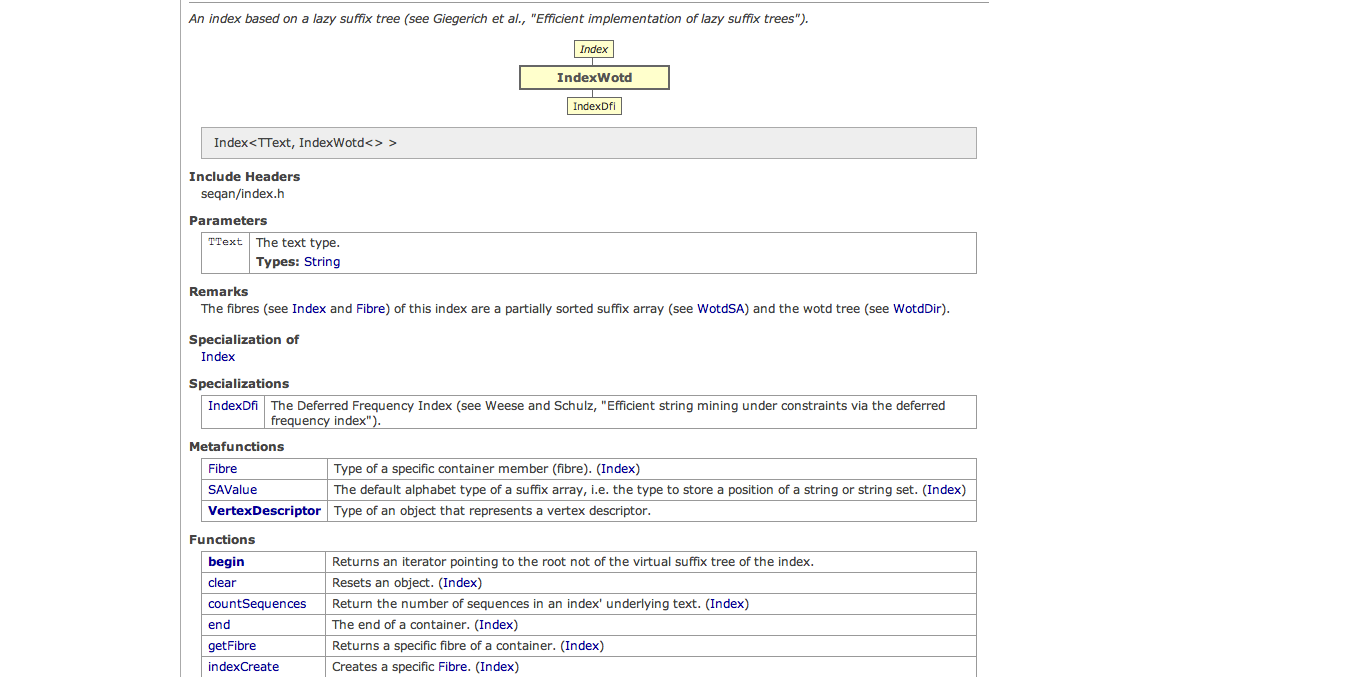 An index based on a lazy suffix tree (see Giegerich et al., "Efficient implementation of lazy suffix trees").
Index
IndexWotd
IndexDfi
Index<TText, IndexWotd<> >
Include Headers
seqan/index.h
Parameters
TText The text type.
Types: String
Remarks
The fibres (see Index and Fibre) of this index are a partially sorted suffix array (see WotdSA) and the wotd tree (see WotdDir).
Specialization of
Index
Specializations
IndexDfi The Deferred Frequency Index (see Weese and Schulz, "Efficient string mining under constraints via the deferred
frequency index").
Metafunctions
Fibre Type of a specific container member (fibre). (Index)
SAValue The default alphabet type of a suffix array, i.e. the type to store a position of a string or string set. (Index)
VertexDescriptor Type of an object that represents a vertex descriptor.
Functions
begin Returns an iterator pointing to the root not of the virtual suffix tree of the index.
clear Resets an object. (Index)
countSequences Return the number of sequences in an index' underlying text. (Index)
end The end of a container. (Index)
getFibre Returns a specific fibre of a container. (Index)
indexCreate Creates a specific Fibre. (Index)